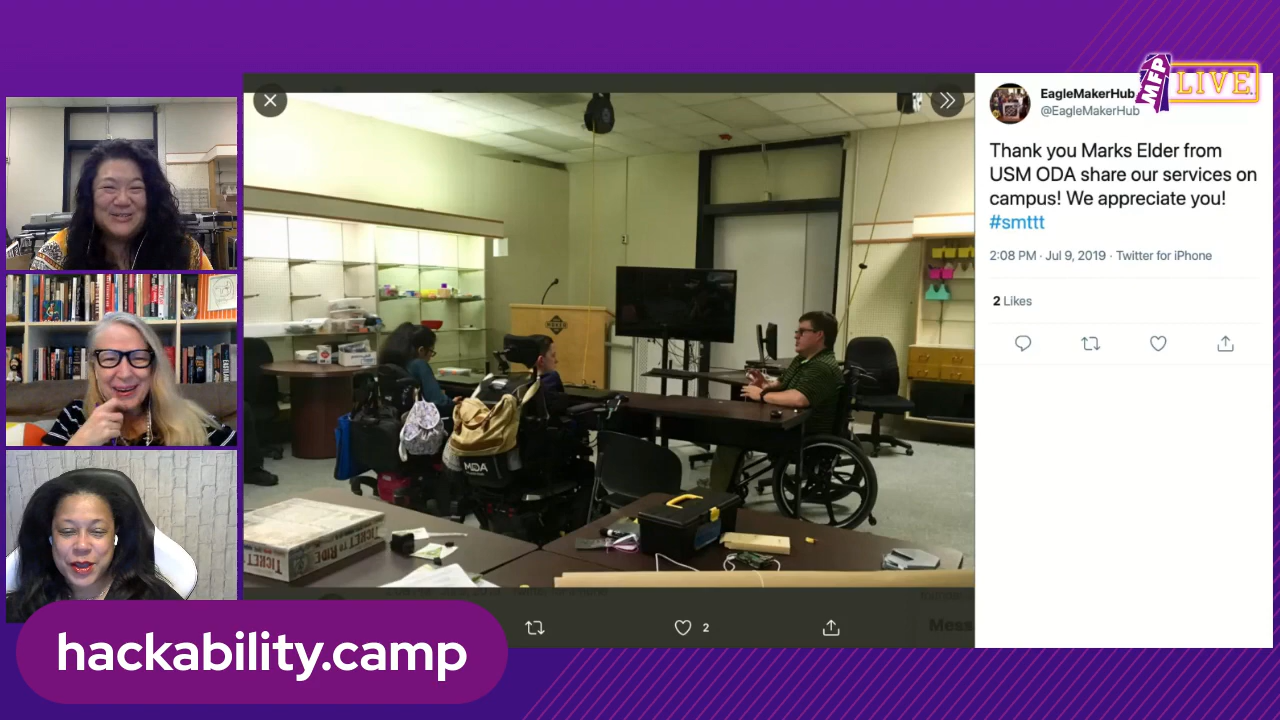 MFP
LIVE
EagleMakerHub
@EagleMakerHub
Thank you Marks Elder from
USM ODA share our services on
campus! We appreciate you!
#smttt
2:08 PM · Jul 9, 2019 · Twitter for iPhone
2 Likes
MDA
TICKET TO RIDE
2
Mess
hackability.camp